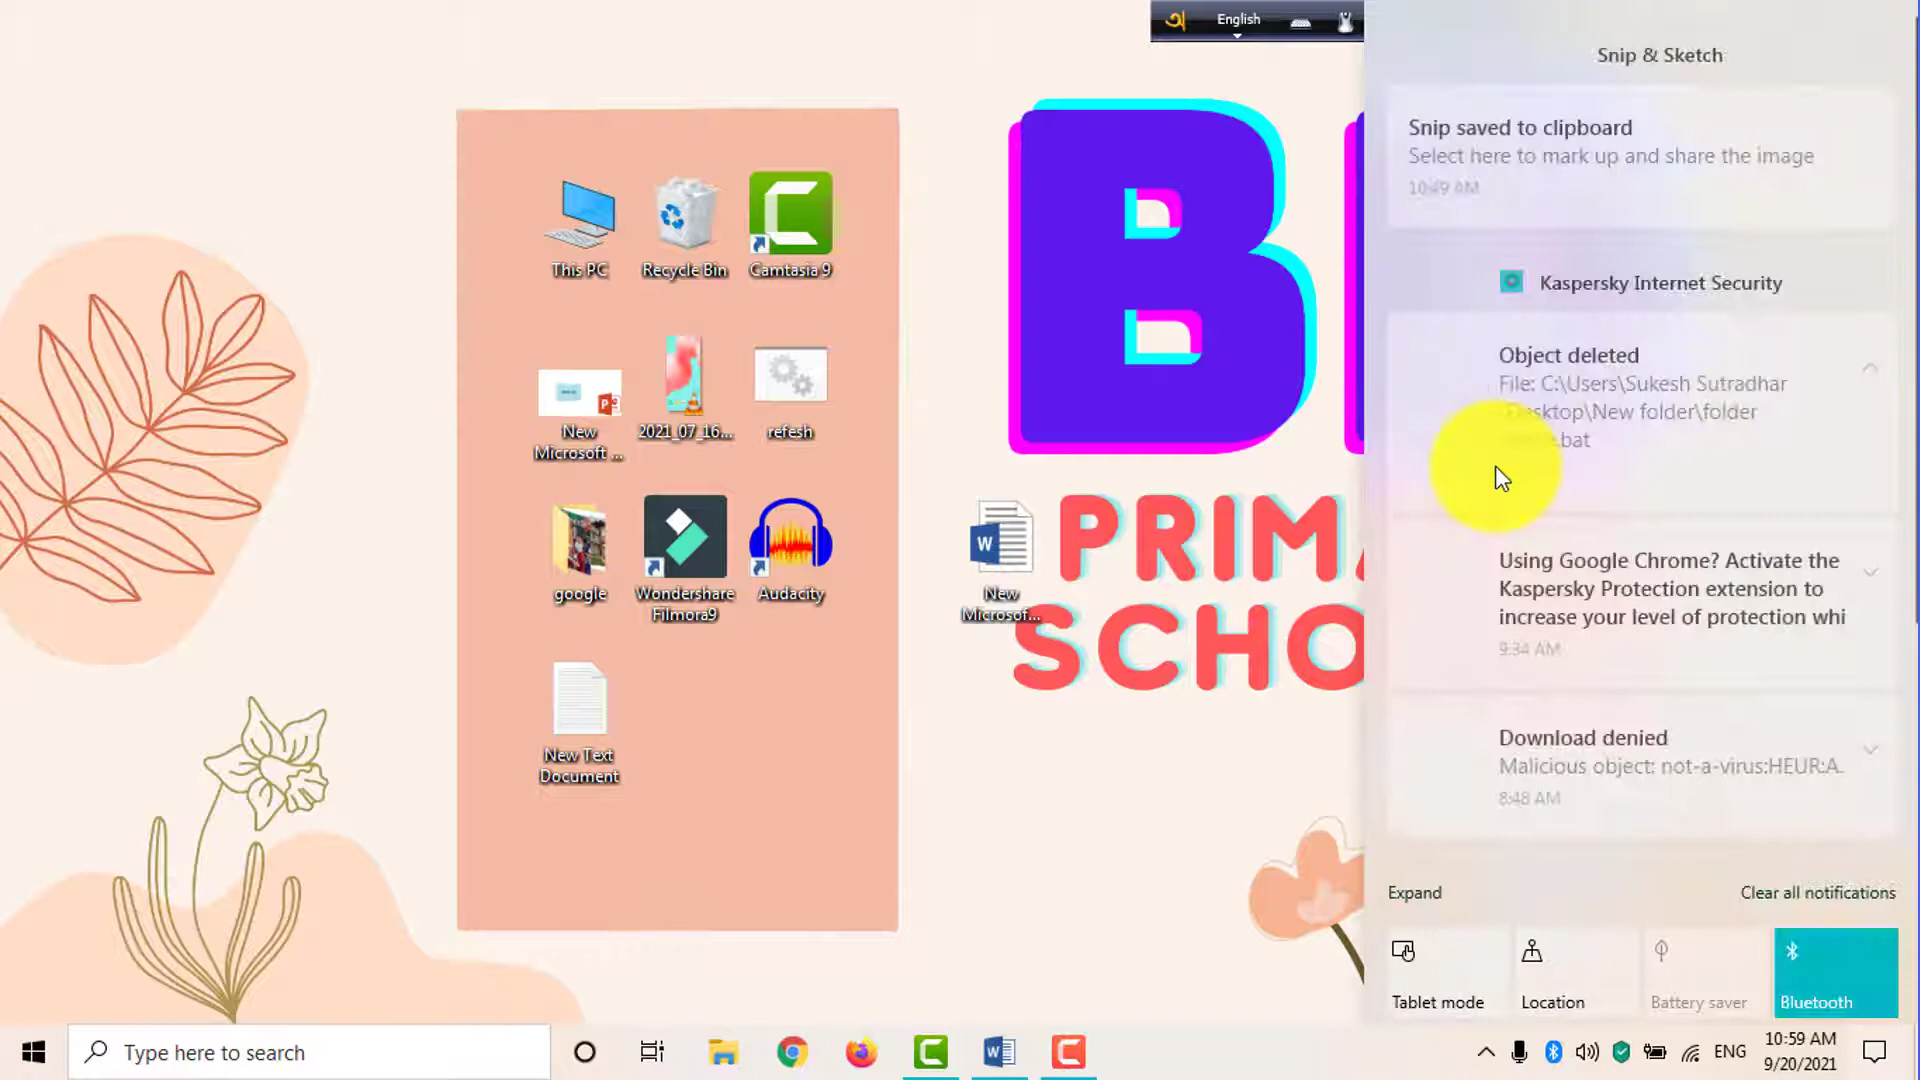 অ English
Snip & Sketch
Snip saved to clipboard
Select here to mark up and share the image
10:49 AM
Kaspersky Internet Security
Object deleted
File: C:\Users\Sukesh Sutradhar
\Desktop\New folder\folder
.bat
Using Google Chrome? Activate the
Kaspersky Protection extension to
increase your level of protection whi
9:34 AM
Download denied
Malicious object: not-a-virus:HEUR:A.
8:48 AM
Expand
Clear all notifications
Tablet mode
Location
Battery saver
Bluetooth
This PC
Recycle Bin
Camtasia 9
New
Microsoft ...
2021_07_16...
refesh
google
Wondershare
Filmora9
Audacity
New Text
Document
New
Microsof...
B
PRIM
SCHO
Type here to search
ENG
10:59 AM
9/20/2021